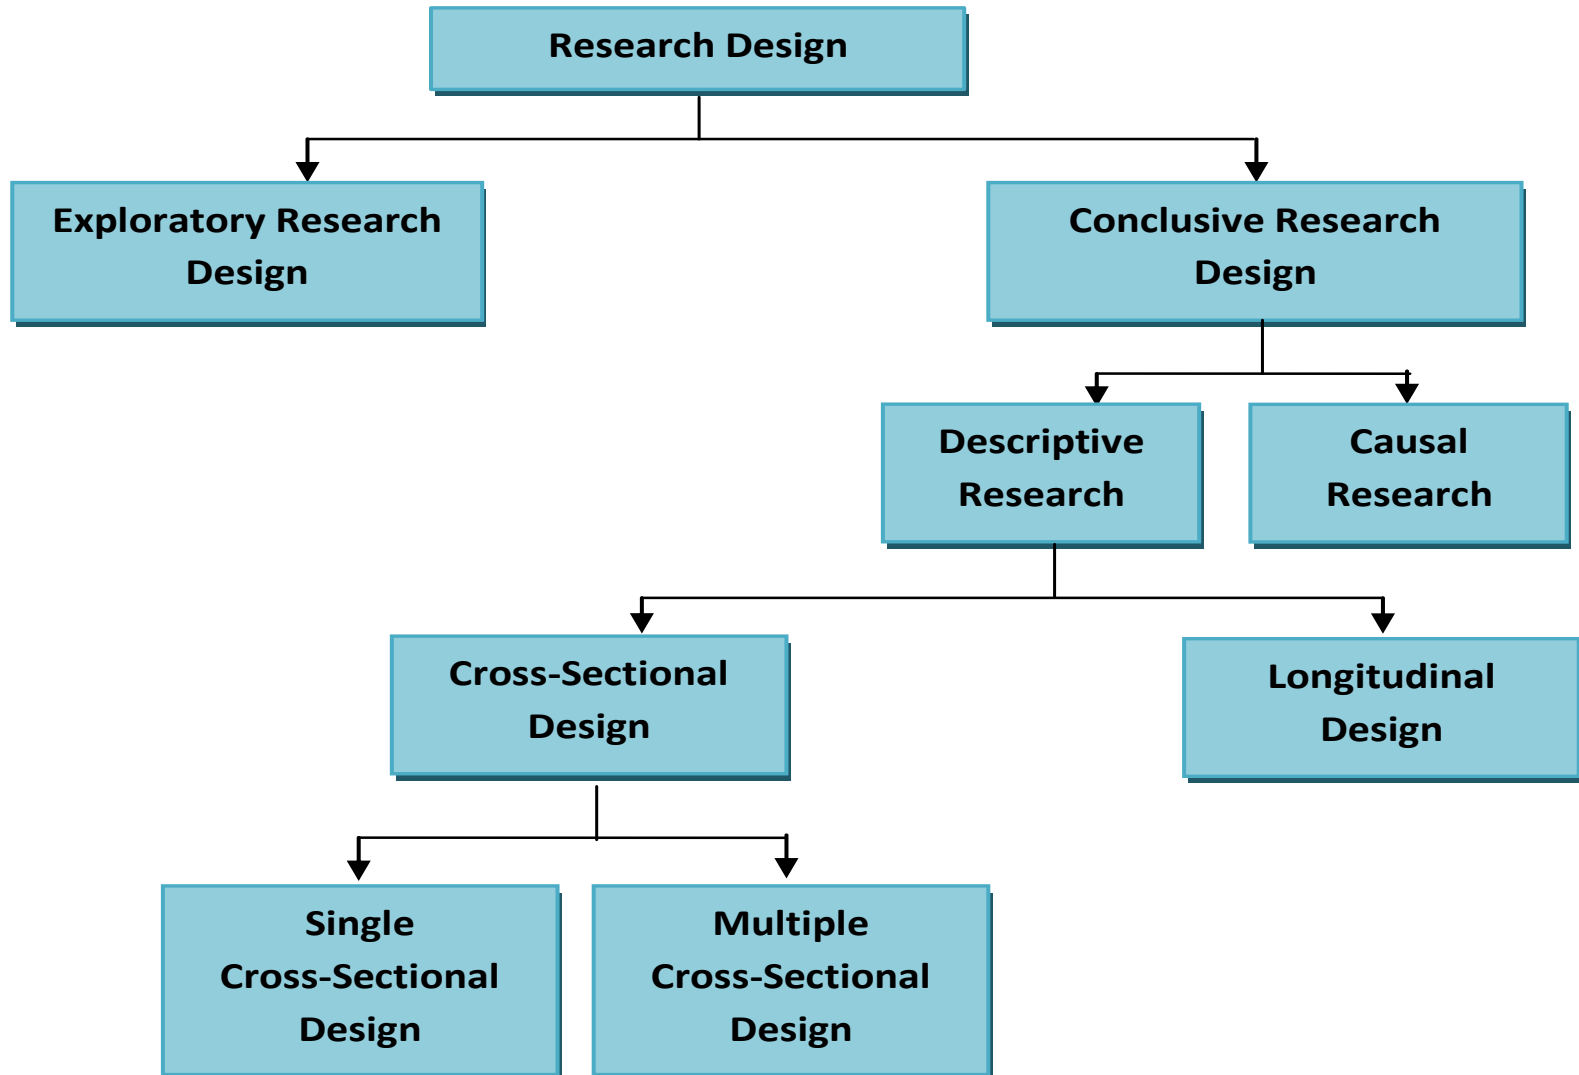 Research Design
Exploratory Research
Design
Conclusive Research
Design
Descriptive
Research
Causal
Research
Cross-Sectional
Design
Longitudinal
Design
Single
Cross-Sectional
Design
Multiple
Cross-Sectional
Design